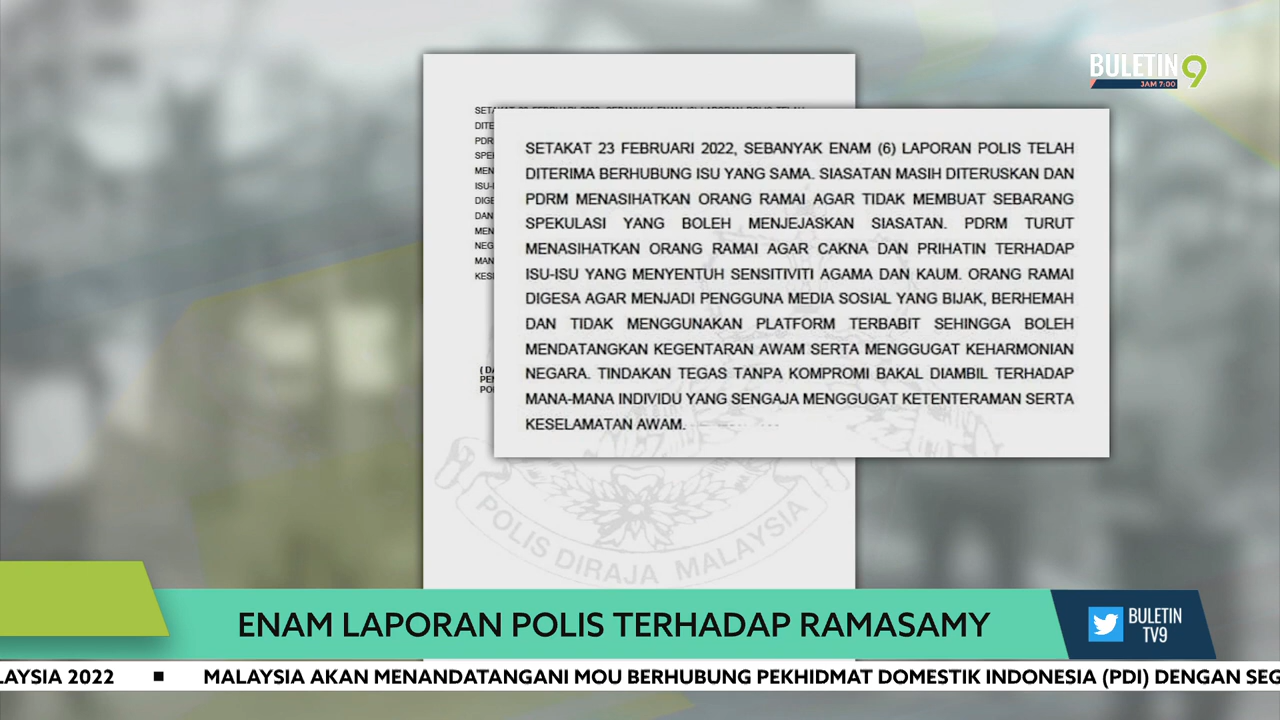 BULETIN 9
JAM 7:00
SETAKAT 23 FEBRUARI 2022, SEBANYAK ENAM (6) LAPORAN POLIS TELAH
DITERIMA BERHUBUNG ISU YANG SAMA. SIASATAN MASIH DITERUSKAN DAN
PDRM MENASIHATKAN ORANG RAMAI AGAR TIDAK MEMBUAT SEBARANG
SPEKULASI YANG BOLEH MENJEJASKAN SIASATAN. PDRM TURUT
MENASIHATKAN ORANG RAMAI AGAR CAKNA DAN PRIHATIN TERHADAP
ISU-ISU YANG MENYENTUH SENSITIVITI AGAMA DAN KAUM. ORANG RAMAI
DIGESA AGAR MENJADI PENGGUNA MEDIA SOSIAL YANG BIJAK, BERHEMAH
DAN TIDAK MENGGUNAKAN PLATFORM TERBABIT SEHINGGA BOLEH
MENDATANGKAN KEGENTARAN AWAM SERTA MENGGUGAT KEHARMONIAN
NEGARA. TINDAKAN TEGAS TANPA KOMPROMI BAKAL DIAMBIL TERHADAP
MANA-MANA INDIVIDU YANG SENGAJA MENGGUGAT KETENTERAMAN SERTA
KESELAMATAN AWAM.
POLIS DIRAJA MALAYSIA
ENAM LAPORAN POLIS TERHADAP RAMASAMY
BULETIN
TV9
LAYSIA 2022 ■ MALAYSIA AKAN MENANDATANGANI MOU BERHUBUNG PEKHIDMAT DOMESTIK INDONESIA (PDI) DENGAN SEG